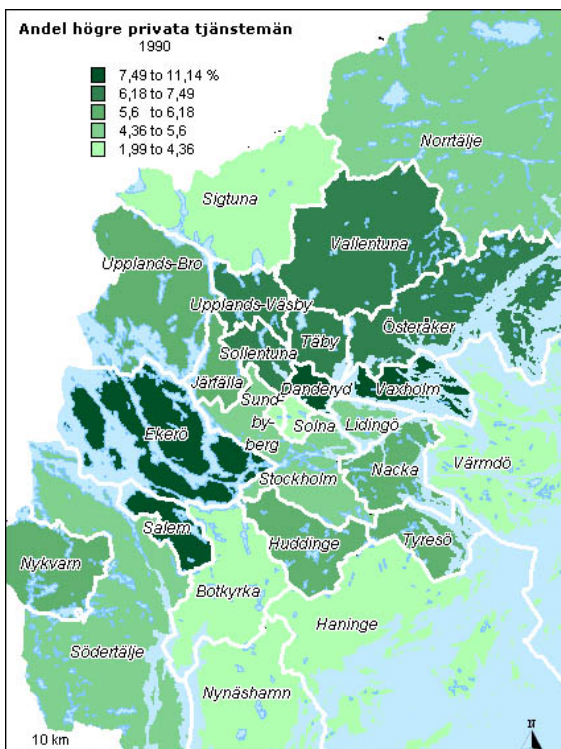 Andel högre privata tjänstemän
1990
7,49 to 11,14 %
6,18 to 7,49
5,6 to 6,18
4,36 to 5,6
1,99 to 4,36
Norrtälje
Sigtuna
Vallentuna
Upplands-Bro
Upplands-Väsby
Österåker
Täby
Sollentuna
Järfälla
Danderyd
Vaxholm
Sund-
by-
berg
Solna
Lidingö
Ekerö
Värmdö
Nacka
Stockholm
Salem
Huddinge
Tyresö
Nykvarn
Botkyrka
Haninge
Södertälje
Nynäshamn
10 km
N